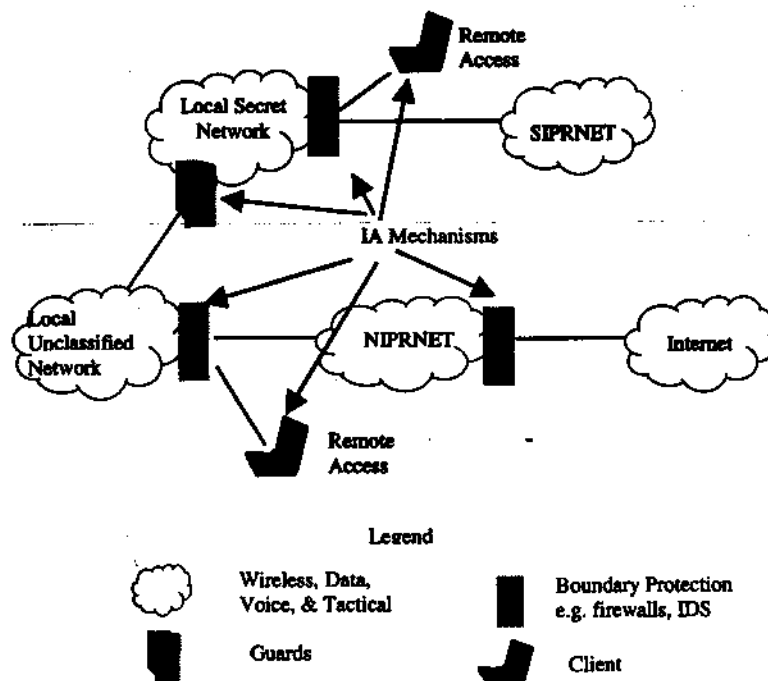 Remote
Access
Local Secret
Network
SIPRNET
IA Mechanisms
Local
Unclassified
Network
NIPRNET
Internet
Remote
Access
Legend
Wireless, Data,
Voice, & Tactical
Boundary Protection
e.g. firewalls, IDS
Guards
Client